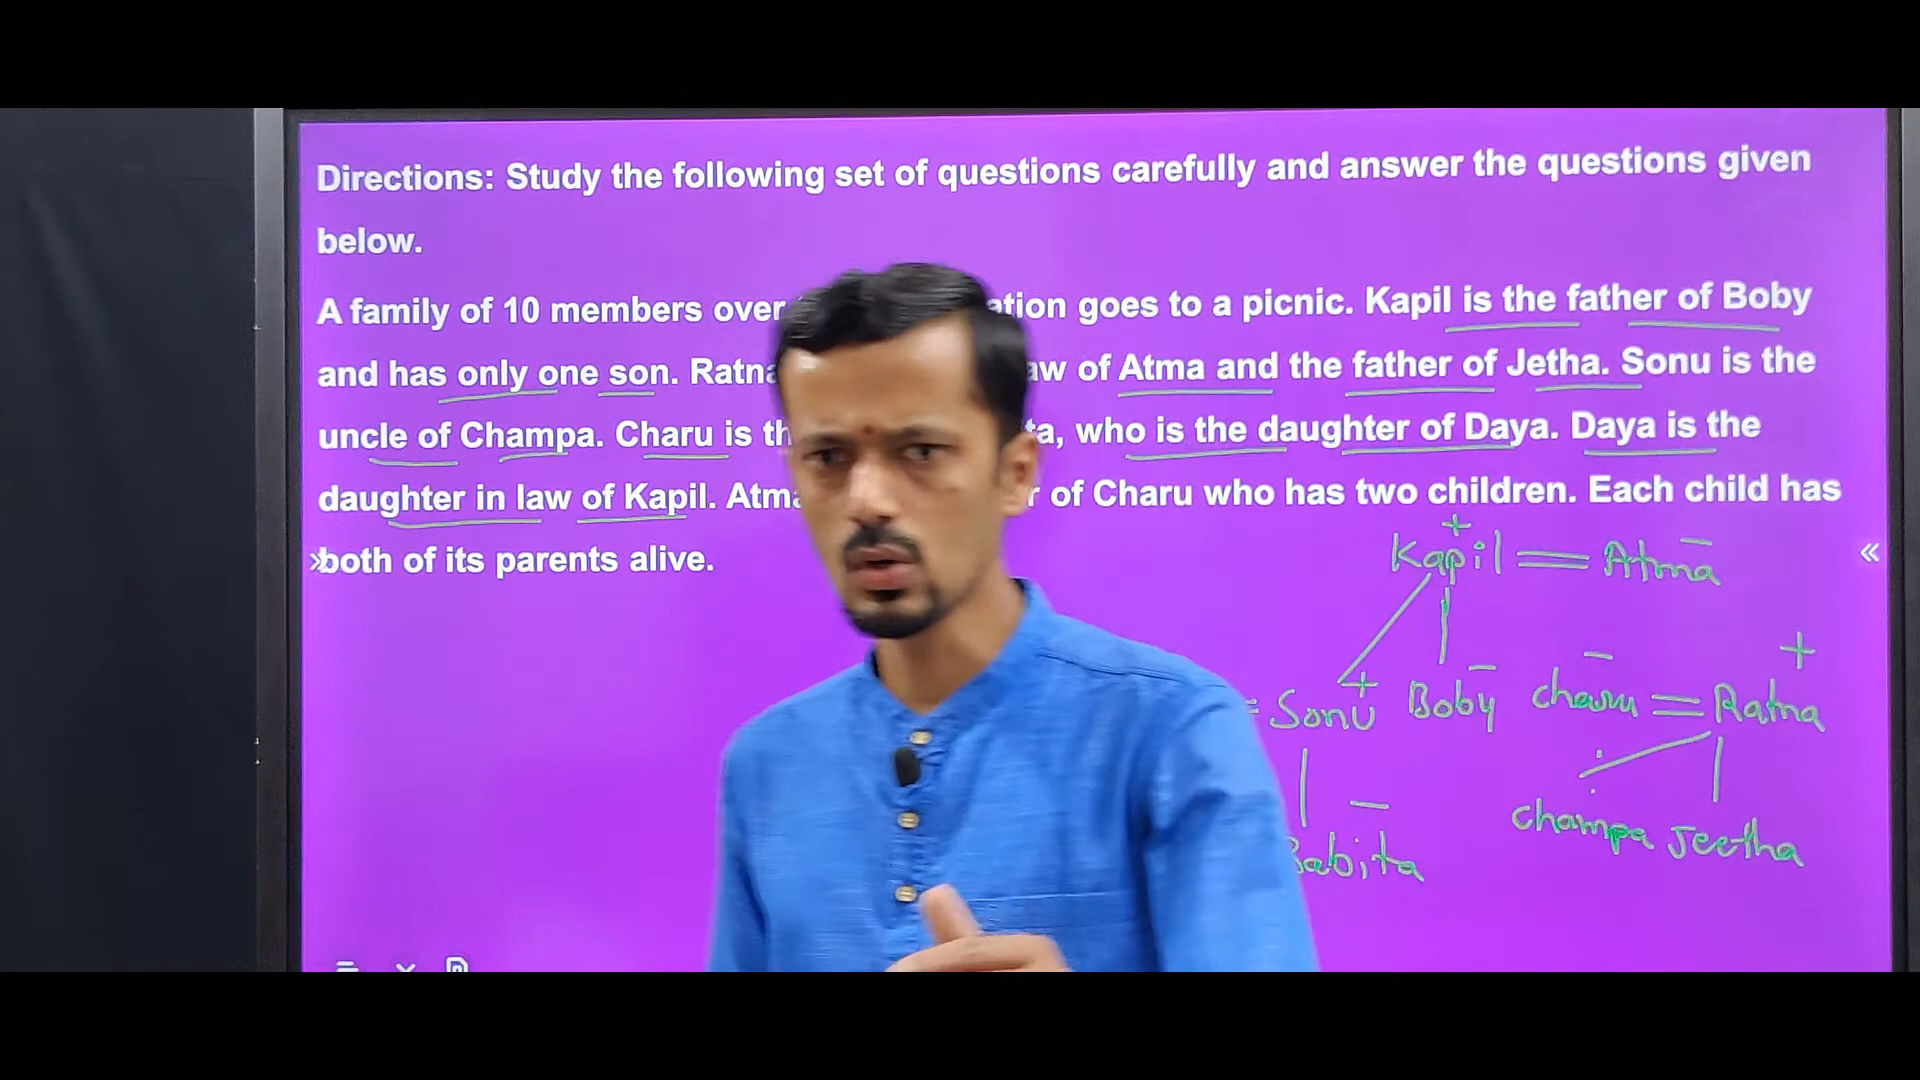 Directions: Study the following set of questions carefully and answer the questions given
below.
A family of 10 members over ation goes to a picnic. Kapil is the father of Boby
and has only one son. Ratna aw of Atma and the father of Jetha. Sonu is the
uncle of Champa. Charu is th ta, who is the daughter of Daya. Daya is the
daughter in law of Kapil. Atma r of Charu who has two children. Each child has
both of its parents alive.
+
Kapil = Atma −
− +
= Sonu + Boby − charu = Ratna
−
Babita
champa Jeetha